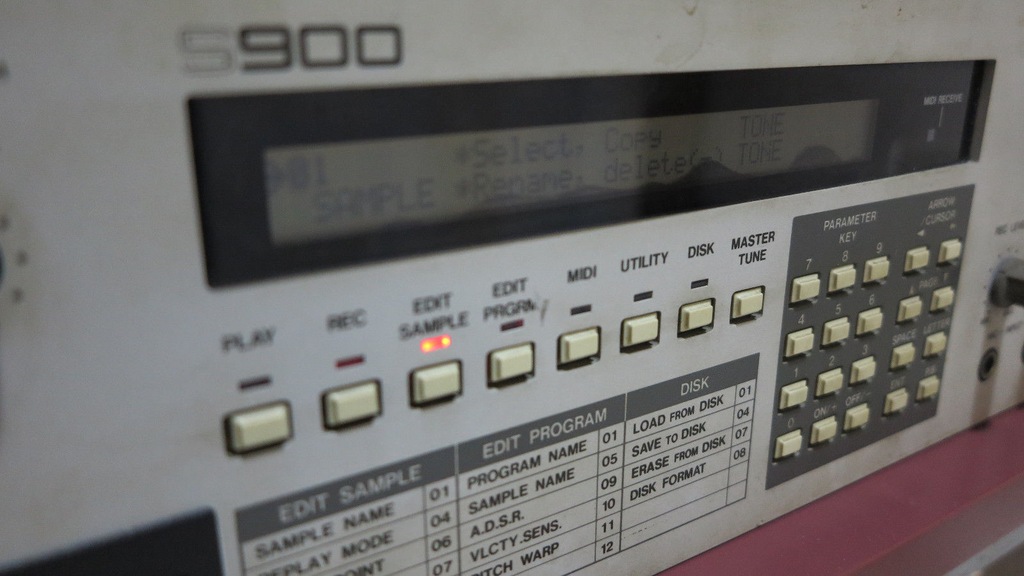 S900
MIDI RECEIVE
01 *Select, Copy TONE
SAMPLE *Rename, delete(-) TONE
PLAY
REC
EDIT SAMPLE
EDIT PRGRM
MIDI
UTILITY
DISK
MASTER TUNE
PARAMETER KEY
ARROW /CURSOR
7 8 9
4 5 6
PAGE
1 2 3
SPACE LETTER
0 ON/+ OFF/-
EDIT SAMPLE
SAMPLE NAME 01
REPLAY MODE 04
POINT 06
07
EDIT PROGRAM
PROGRAM NAME 01
SAMPLE NAME 05
A.D.S.R. 09
VLCTY.SENS. 10
PITCH WARP 11
12
DISK
LOAD FROM DISK 01
SAVE TO DISK 04
ERASE FROM DISK 07
DISK FORMAT 08